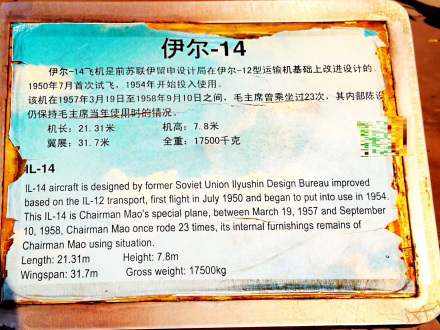 伊尔-14
伊尔-14飞机是前苏联伊留申设计局在伊尔-12型运输机基础上改进设计的。
1950年7月首次试飞，1954年开始投入使用。
该机在1957年3月19日至1958年9月10日之间，毛主席曾乘坐过23次，其内部陈设
仍保持毛主席当年使用时的情况。
机长：21.31米 机高：7.8米
翼展：31.7米 全重：17500千克
IL-14
IL-14 aircraft is designed by former Soviet Union Ilyushin Design Bureau improved
based on the IL-12 transport, first flight in July 1950 and began to put into use in 1954.
This IL-14 is Chairman Mao's special plane, between March 19, 1957 and September
10, 1958, Chairman Mao once rode 23 times, its internal furnishings remains of
Chairman Mao using situation.
Length: 21.31m Height: 7.8m
Wingspan: 31.7m Gross weight: 17500kg